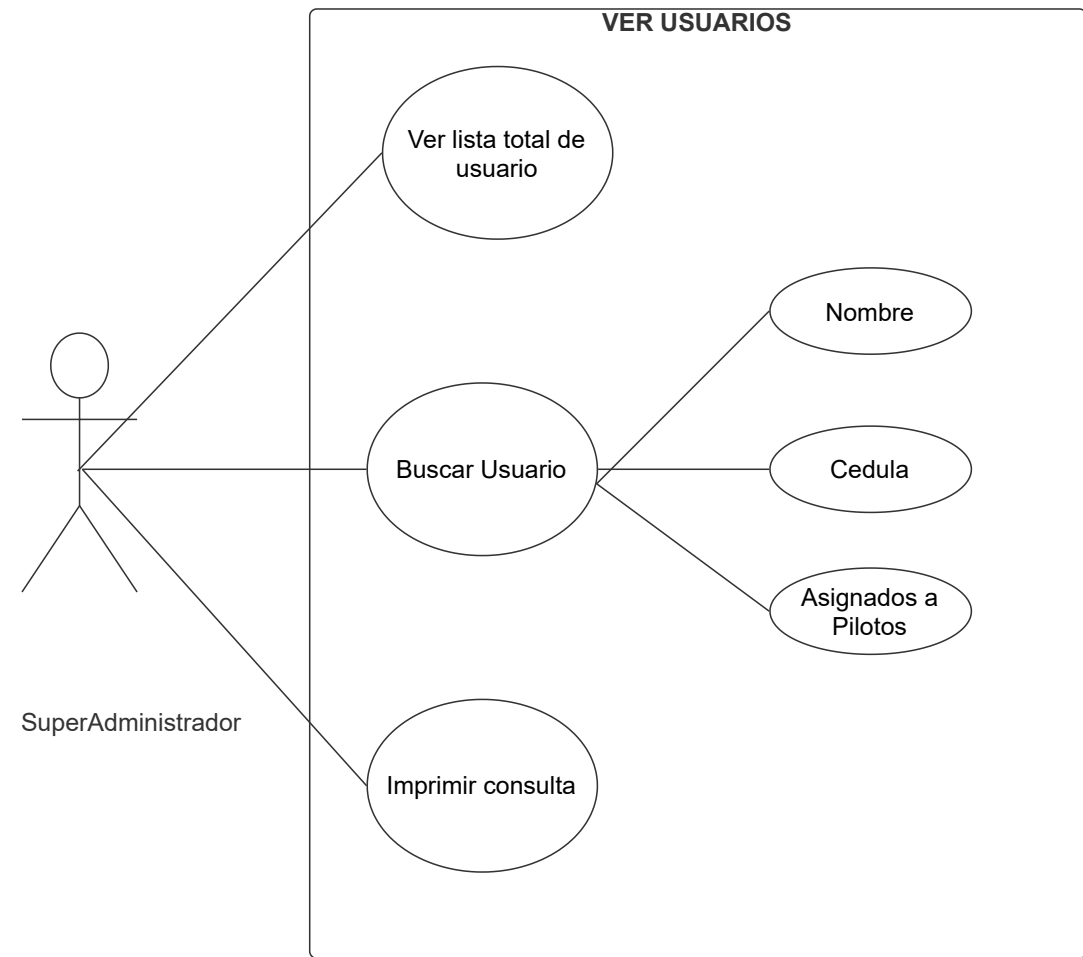 VER USUARIOS
Ver lista total de
usuario
Nombre
Buscar Usuario
Cedula
Asignados a
Pilotos
SuperAdministrador
Imprimir consulta